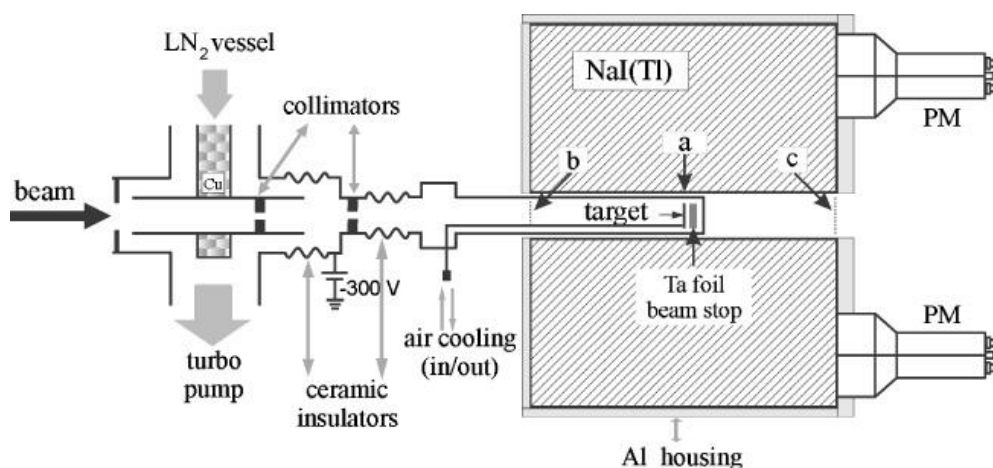 LN2 vessel
collimators
NaI(Tl)
PM
Cu
beam
a
b
c
target
-300 V
Ta foil
beam stop
turbo
pump
ceramic
insulators
air cooling
(in/out)
PM
Al housing